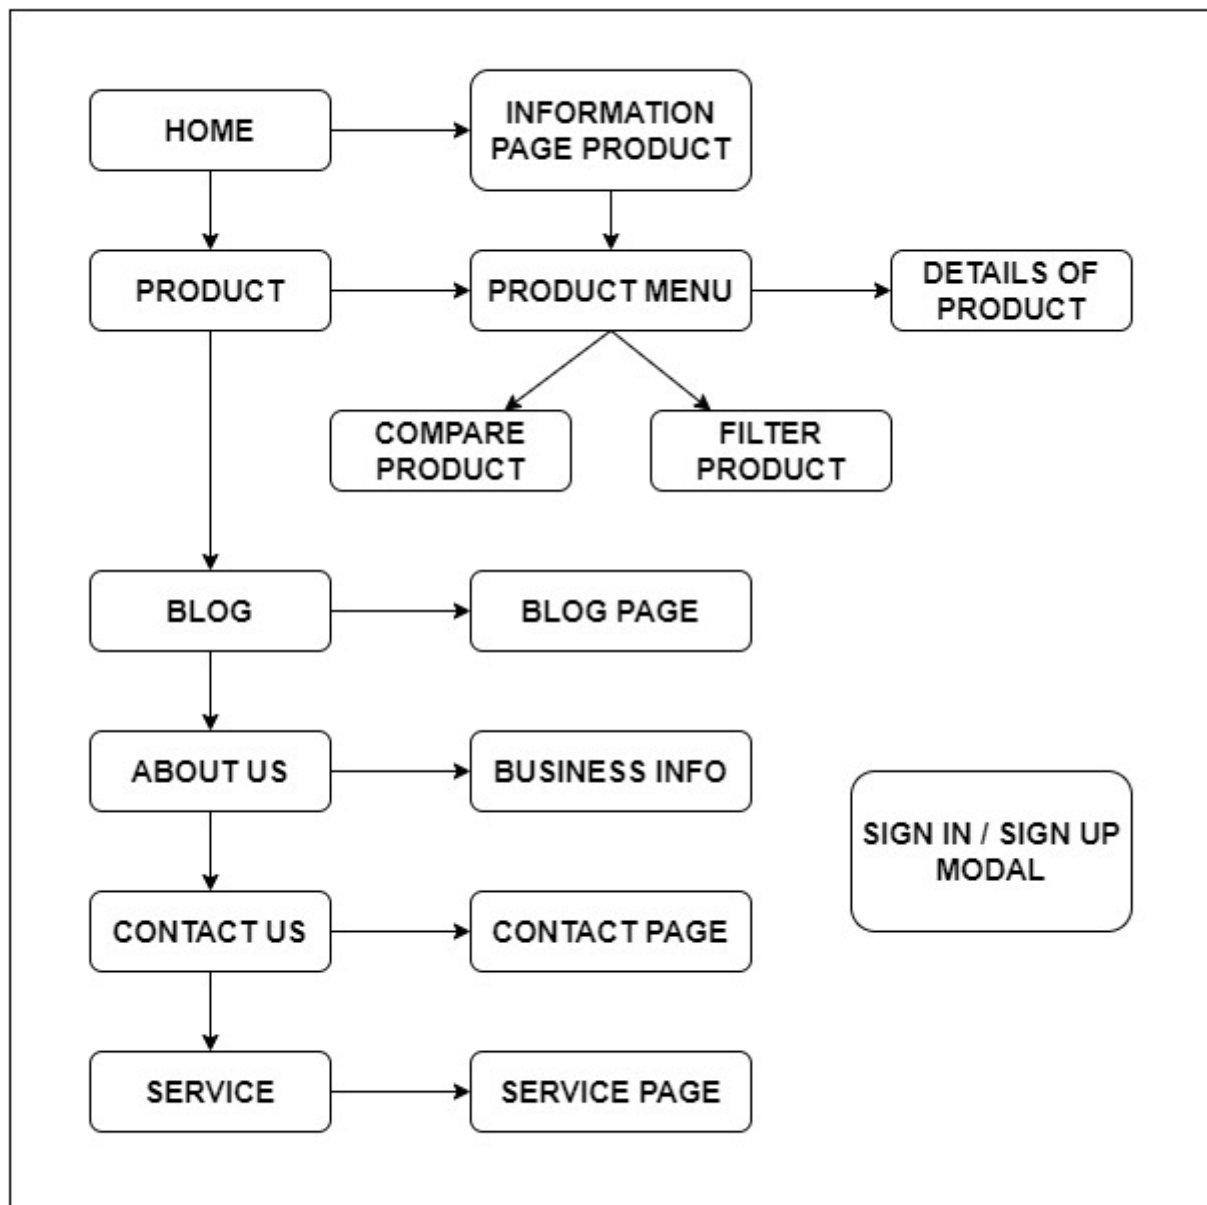 HOME
INFORMATION
PAGE PRODUCT
PRODUCT
PRODUCT MENU
DETAILS OF
PRODUCT
COMPARE
PRODUCT
FILTER
PRODUCT
BLOG
BLOG PAGE
ABOUT US
BUSINESS INFO
SIGN IN / SIGN UP
MODAL
CONTACT US
CONTACT PAGE
SERVICE
SERVICE PAGE